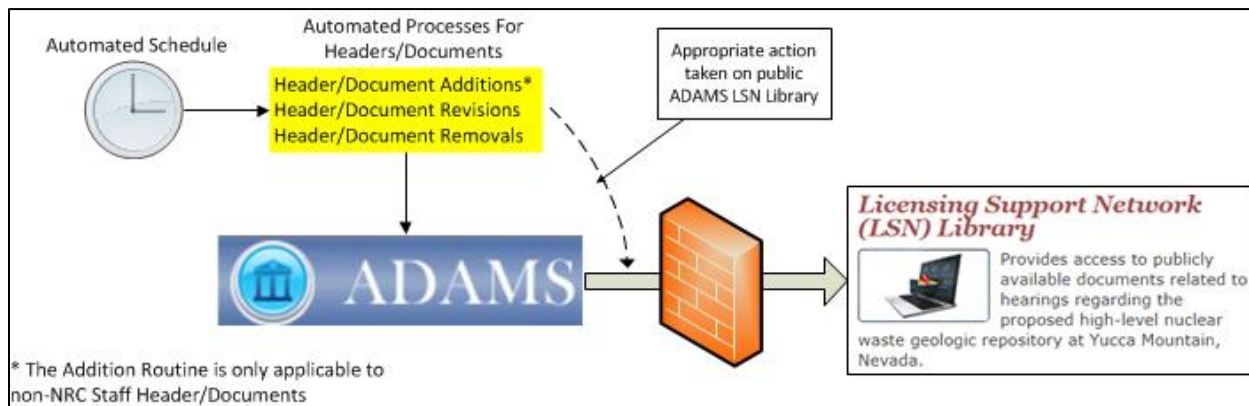 Automated Schedule
Automated Processes For
Headers/Documents
Header/Document Additions*
Header/Document Revisions
Header/Document Removals
Appropriate action
taken on public
ADAMS LSN Library
ADAMS
Licensing Support Network
(LSN) Library
Provides access to publicly
available documents related to
hearings regarding the
proposed high-level nuclear
waste geologic repository at Yucca Mountain,
Nevada.
* The Addition Routine is only applicable to
non-NRC Staff Header/Documents